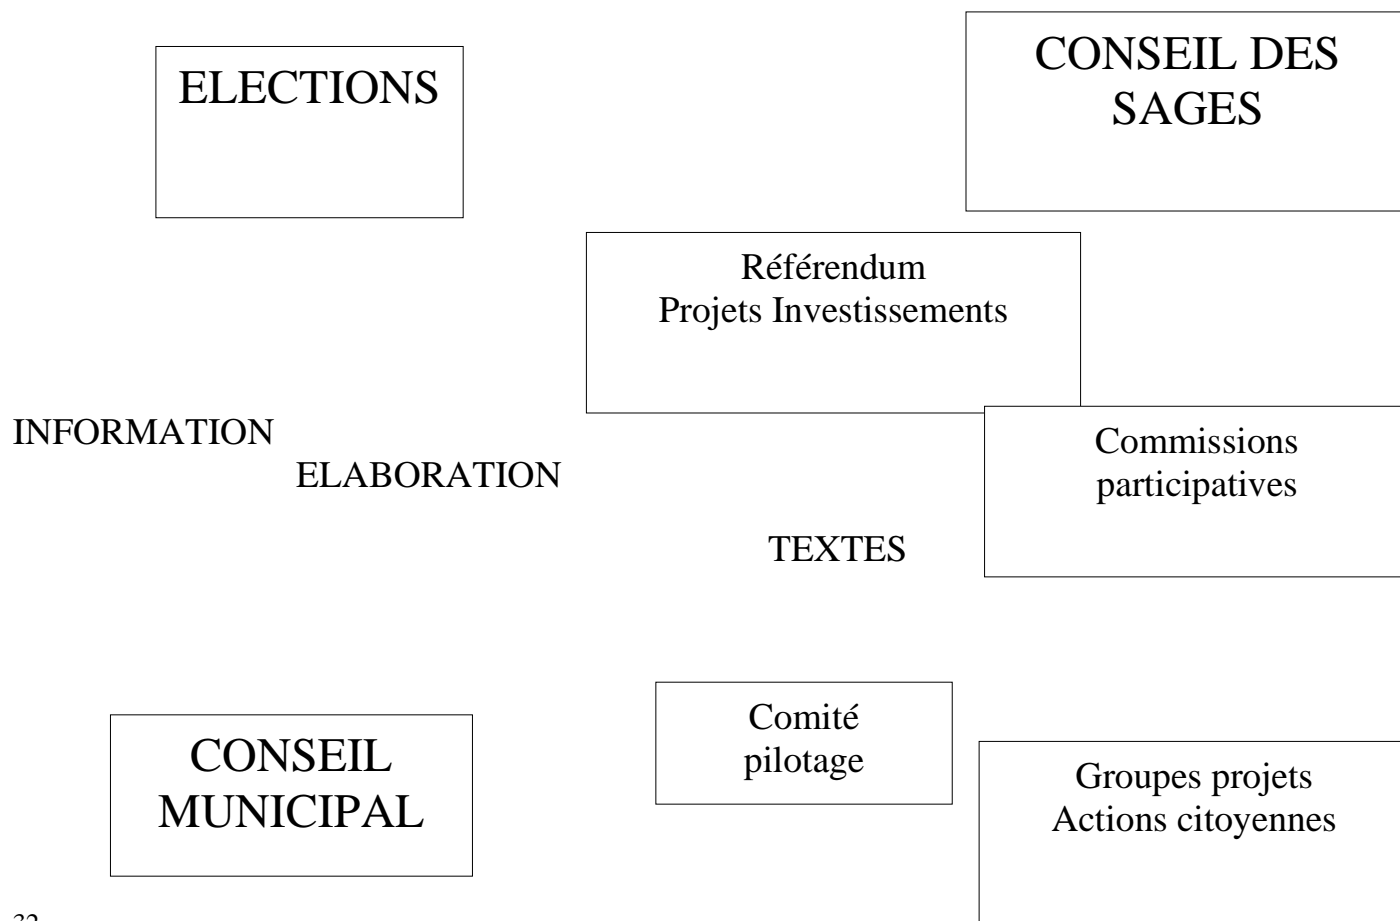 ELECTIONS
CONSEIL DES
SAGES
Référendum
Projets Investissements
INFORMATION
ELABORATION
Commissions
participatives
TEXTES
Comité
pilotage
CONSEIL
MUNICIPAL
Groupes projets
Actions citoyennes
32